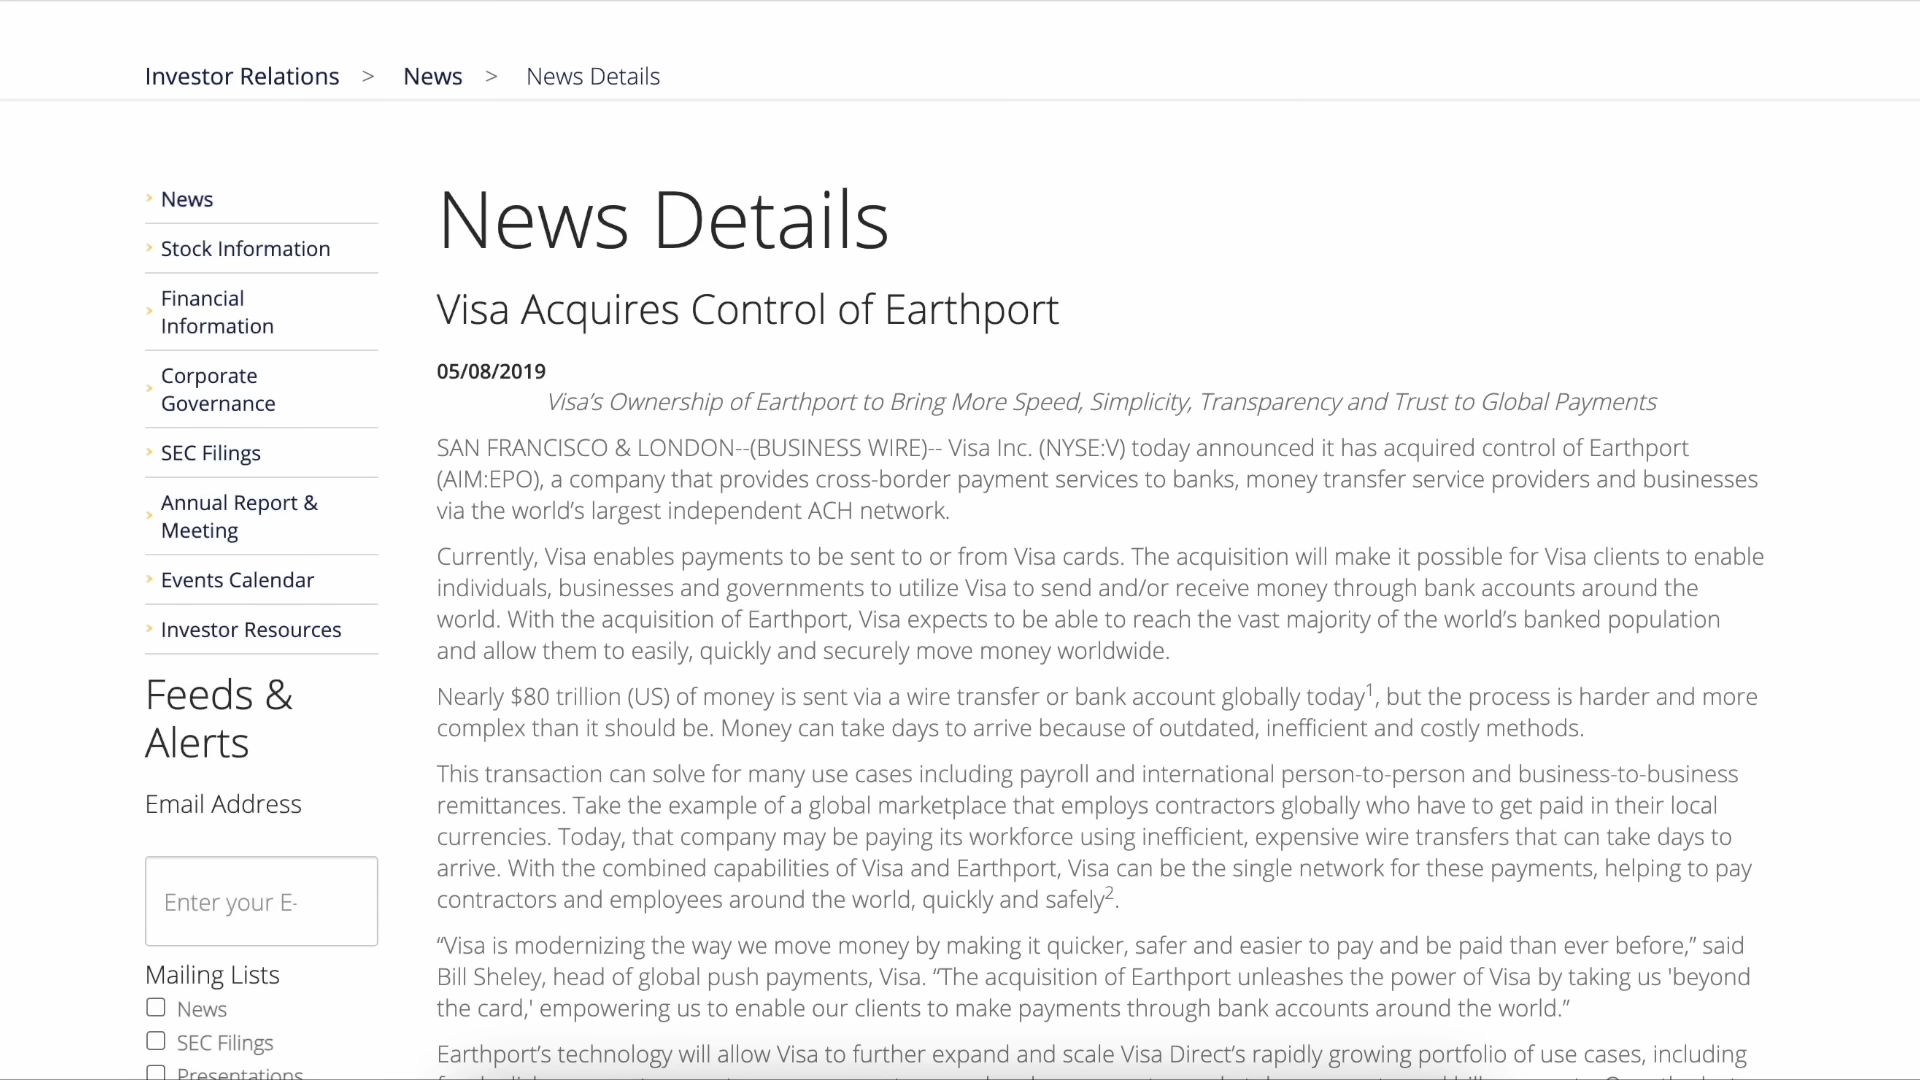 Investor Relations > News > News Details
News
Stock Information
Financial
Information
Corporate
Governance
SEC Filings
Annual Report &
Meeting
Events Calendar
Investor Resources
Feeds &
Alerts
Email Address
Enter your E-
Mailing Lists
News
SEC Filings
Presentations
News Details
Visa Acquires Control of Earthport
05/08/2019
Visa’s Ownership of Earthport to Bring More Speed, Simplicity, Transparency and Trust to Global Payments
SAN FRANCISCO & LONDON--(BUSINESS WIRE)-- Visa Inc. (NYSE:V) today announced it has acquired control of Earthport
(AIM:EPO), a company that provides cross-border payment services to banks, money transfer service providers and businesses
via the world’s largest independent ACH network.
Currently, Visa enables payments to be sent to or from Visa cards. The acquisition will make it possible for Visa clients to enable
individuals, businesses and governments to utilize Visa to send and/or receive money through bank accounts around the
world. With the acquisition of Earthport, Visa expects to be able to reach the vast majority of the world’s banked population
and allow them to easily, quickly and securely move money worldwide.
Nearly $80 trillion (US) of money is sent via a wire transfer or bank account globally today1, but the process is harder and more
complex than it should be. Money can take days to arrive because of outdated, inefficient and costly methods.
This transaction can solve for many use cases including payroll and international person-to-person and business-to-business
remittances. Take the example of a global marketplace that employs contractors globally who have to get paid in their local
currencies. Today, that company may be paying its workforce using inefficient, expensive wire transfers that can take days to
arrive. With the combined capabilities of Visa and Earthport, Visa can be the single network for these payments, helping to pay
contractors and employees around the world, quickly and safely2.
“Visa is modernizing the way we move money by making it quicker, safer and easier to pay and be paid than ever before,” said
Bill Sheley, head of global push payments, Visa. “The acquisition of Earthport unleashes the power of Visa by taking us 'beyond
the card,' empowering us to enable our clients to make payments through bank accounts around the world.”
Earthport’s technology will allow Visa to further expand and scale Visa Direct’s rapidly growing portfolio of use cases, including